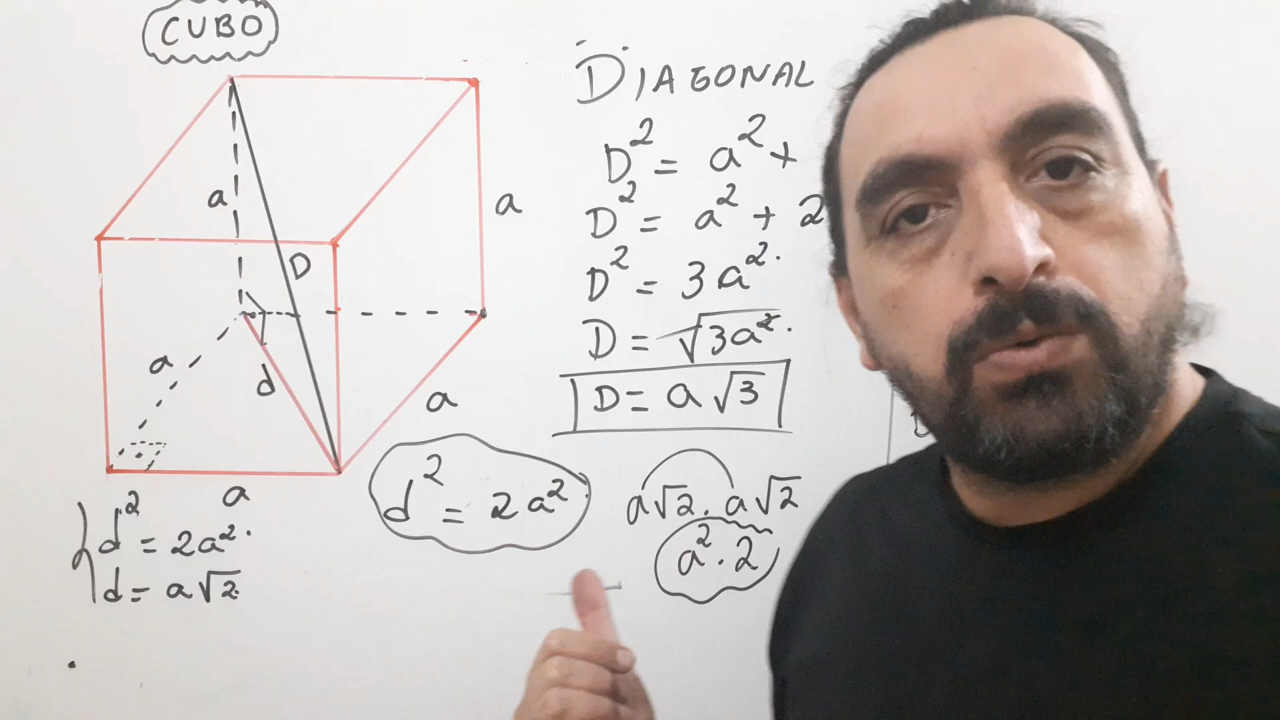 CUBO
DIAGONAL
D² = a² +
D² = a² + 2
D² = 3a².
D = √3a².
D = a√3
a
a
D
a
d
a
a
d² = 2a²
a√2 . a√2
a² . 2
d² = 2a².
d = a√2